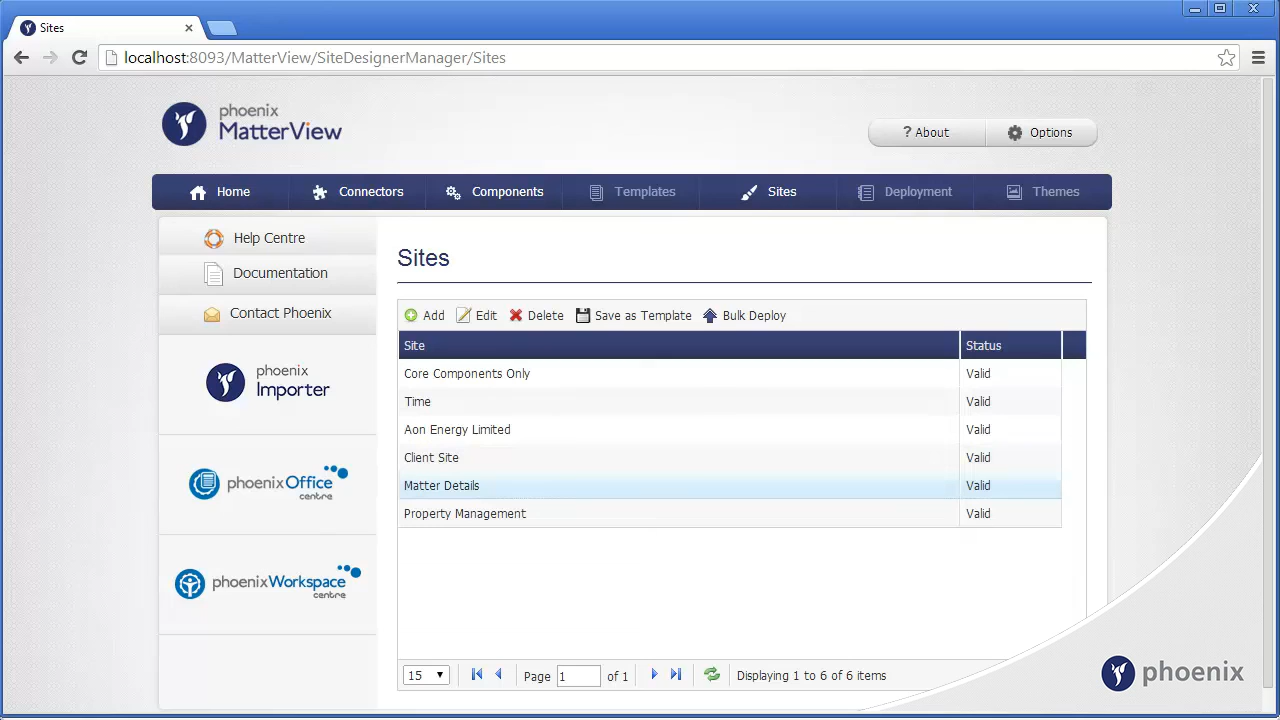 Sites
localhost:8093/MatterView/SiteDesignerManager/Sites
phoenix
MatterView
? About
Options
Home
Connectors
Components
Templates
Sites
Deployment
Themes
Help Centre
Documentation
Contact Phoenix
phoenix
Importer
phoenixOffice
centre
phoenixWorkspace
centre
Sites
Add
Edit
Delete
Save as Template
Bulk Deploy
Site Status
Core Components Only Valid
Time Valid
Aon Energy Limited Valid
Client Site Valid
Matter Details Valid
Property Management Valid
15
Page 1 of 1
Displaying 1 to 6 of 6 items
phoenix